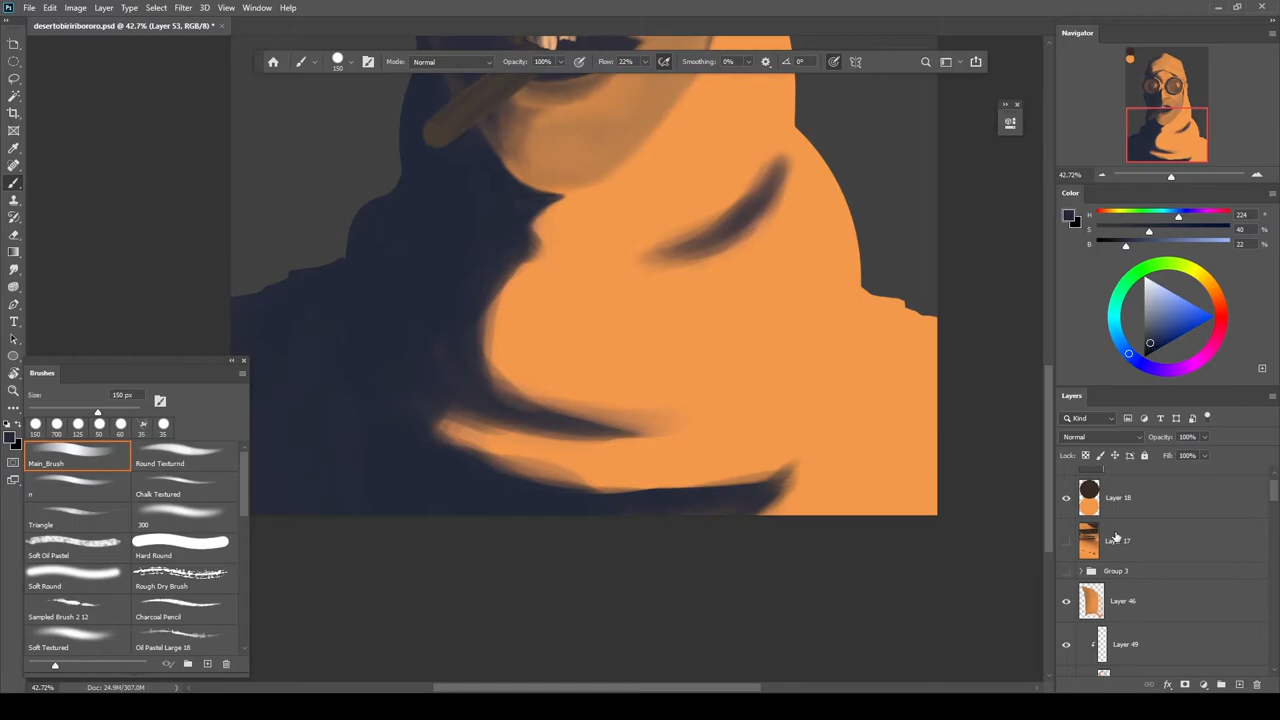 Ps File Edit Image Layer Type Select Filter 3D View Window Help
desertobiriribororo.psd @ 42.7% (Layer 53, RGB/8) *
150 Mode: Normal Opacity: 100% Flow: 22% Smoothing: 0% 0°
Navigator
42.72%
Color
H 224 °
S 40 %
B 22 %
Brushes
Size: 150 px
150 700 125 50 60 35 35
Main_Brush Round Texturnd
n Chalk Textured
Triangle 300
Soft Oil Pastel Hard Round
Soft Round Rough Dry Brush
Sampled Brush 2 12 Charcoal Pencil
Soft Textured Oil Pastel Large 18
Layers
Kind
Normal Opacity: 100%
Lock: Fill: 100%
Layer 18
Layer 17
Group 3
Layer 46
Layer 49
42.72% Doc: 24.9M/307.0M